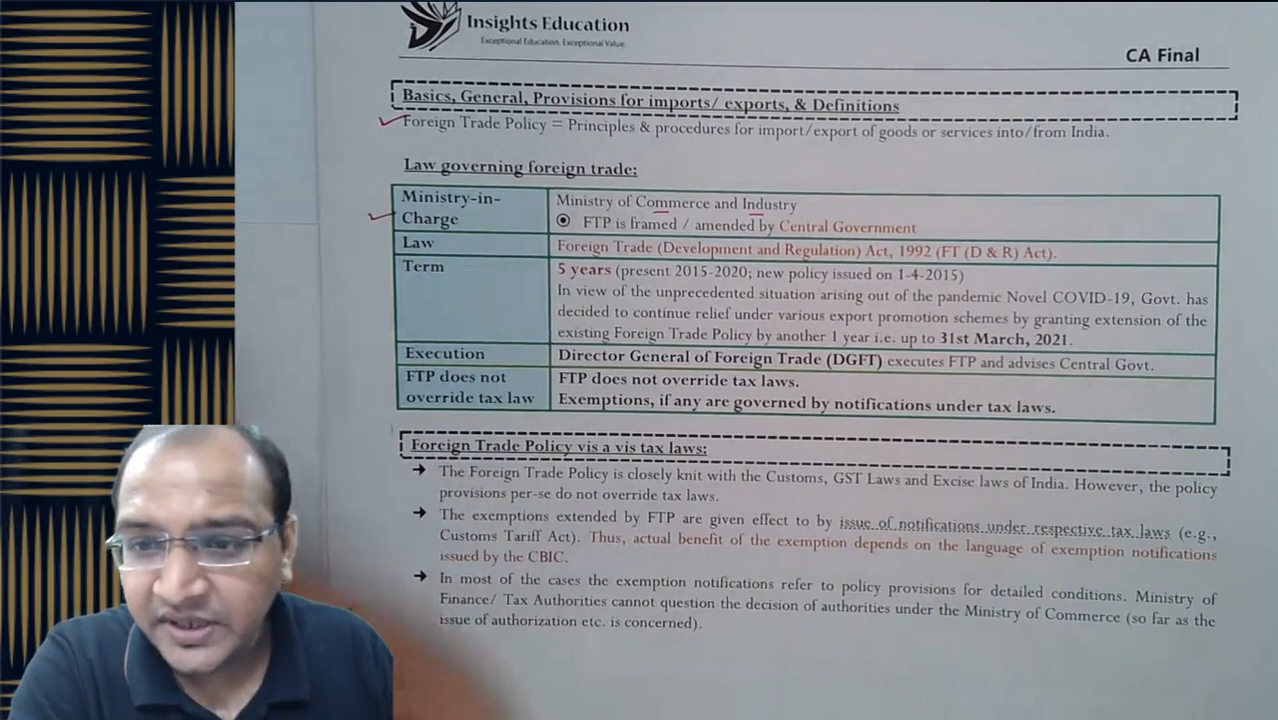 Insights Education
Exceptional Education. Exceptional Value.
CA Final
Basics, General, Provisions for imports/ exports, & Definitions
Foreign Trade Policy = Principles & procedures for import/export of goods or services into/from India.
Law governing foreign trade:
Ministry-in-
Charge
Ministry of Commerce and Industry
FTP is framed / amended by Central Government
Law
Foreign Trade (Development and Regulation) Act, 1992 (FT (D & R) Act).
Term
5 years (present 2015-2020; new policy issued on 1-4-2015)
In view of the unprecedented situation arising out of the pandemic Novel COVID-19, Govt. has
decided to continue relief under various export promotion schemes by granting extension of the
existing Foreign Trade Policy by another 1 year i.e. up to 31st March, 2021.
Execution
Director General of Foreign Trade (DGFT) executes FTP and advises Central Govt.
FTP does not
override tax law
FTP does not override tax laws.
Exemptions, if any are governed by notifications under tax laws.
Foreign Trade Policy vis a vis tax laws:
→ The Foreign Trade Policy is closely knit with the Customs, GST Laws and Excise laws of India. However, the policy
provisions per-se do not override tax laws.
→ The exemptions extended by FTP are given effect to by issue of notifications under respective tax laws (e.g.,
Customs Tariff Act). Thus, actual benefit of the exemption depends on the language of exemption notifications
issued by the CBIC.
→ In most of the cases the exemption notifications refer to policy provisions for detailed conditions. Ministry of
Finance/ Tax Authorities cannot question the decision of authorities under the Ministry of Commerce (so far as the
issue of authorization etc. is concerned).